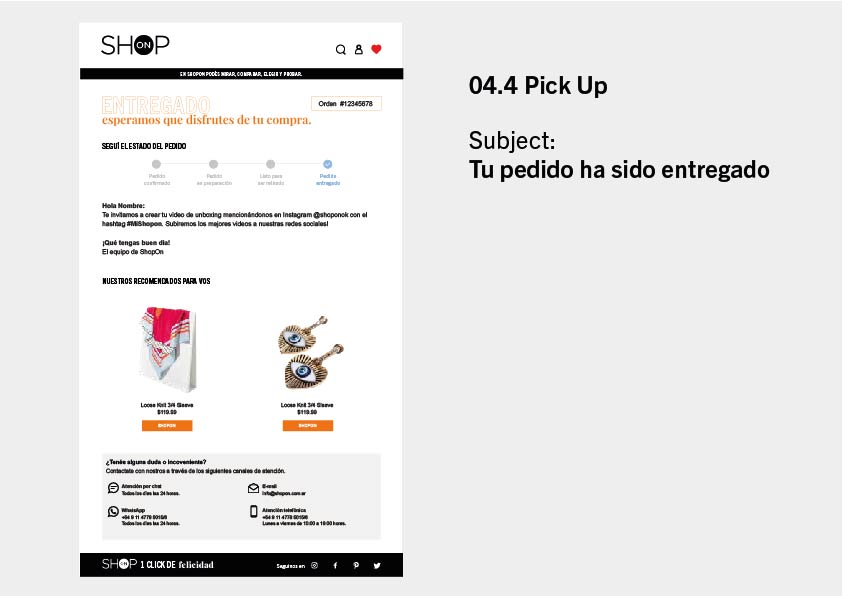 SHOPON
EN SHOPON PODÉS MIRAR, COMPARAR, ELEGIR Y PROBAR.
ENTREGADO
Orden #12345678
esperamos que disfrutes de tu compra.
SEGUÍ EL ESTADO DEL PEDIDO
Pedido
confirmado
Pedido
en preparación
Listo para
ser retirado
Pedido
entregado
Hola Nombre:
Te invitamos a crear tu video de unboxing mencionándonos en Instagram @shoponok con el
hashtag #MiShopon. Subiremos los mejores videos a nuestras redes sociales!
¡Qué tengas buen día!
El equipo de ShopOn
NUESTROS RECOMENDADOS PARA VOS
Loose Knit 3/4 Sleeve
$119.99
SHOPON
Loose Knit 3/4 Sleeve
$119.99
SHOPON
¿Tenés alguna duda o incoveniente?
Contactate con nostros a través de los siguientes canales de atención.
Atención por chat
Todos los días las 24 horas.
E-mail
info@shopon.com.ar
WhatsApp
+54 9 11 4778 5015/6
Todos los días las 24 horas.
Atención telefónica
+54 9 11 4778 5015/6
Lunes a viernes de 10:00 a 18:00 hores.
SHOPON 1 CLICK DE felicidad
Seguinos en
04.4 Pick Up
Subject:
Tu pedido ha sido entregado